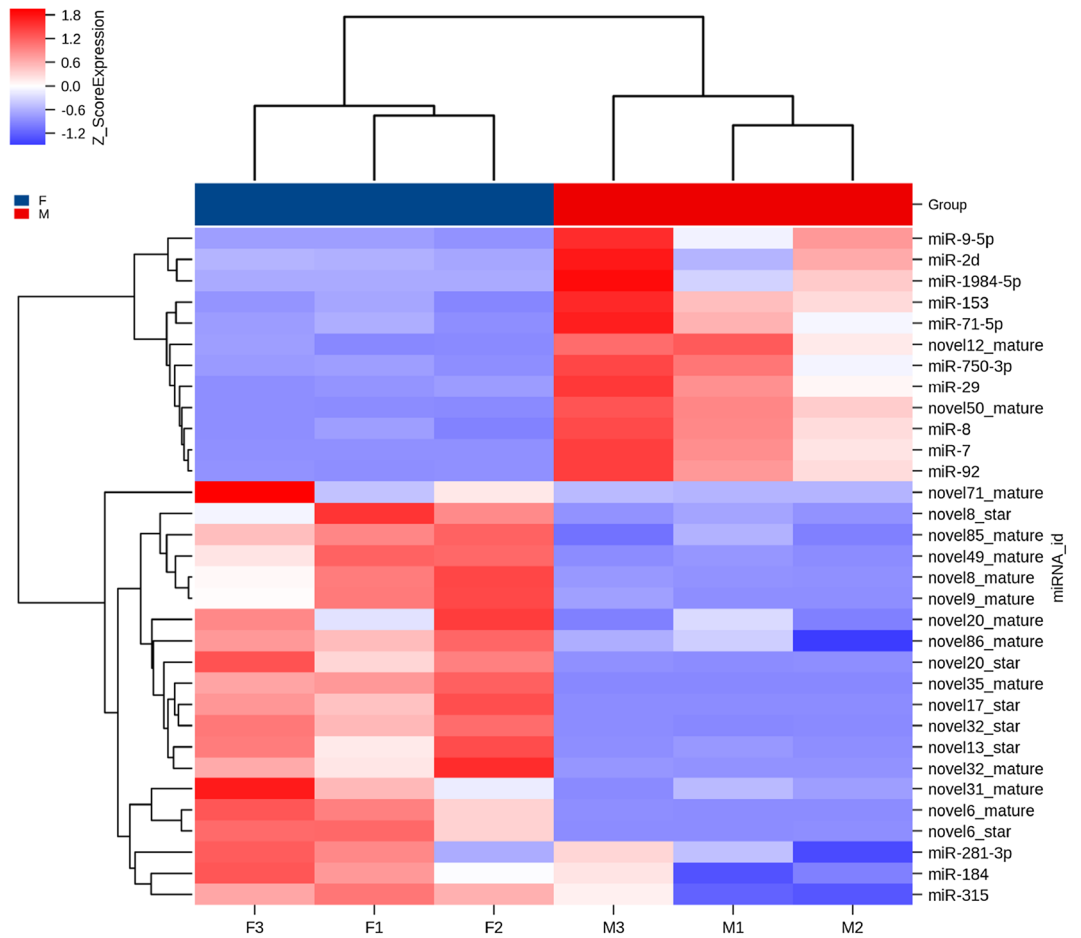 1.8
1.2
0.6
0.0
-0.6
-1.2
Z_ScoreExpression
F
M
Group
miR-9-5p
miR-2d
miR-1984-5p
miR-153
miR-71-5p
novel12_mature
miR-750-3p
miR-29
novel50_mature
miR-8
miR-7
miR-92
novel71_mature
novel8_star
novel85_mature
novel49_mature
novel8_mature
novel9_mature
novel20_mature
novel86_mature
novel20_star
novel35_mature
novel17_star
novel32_star
novel13_star
novel32_mature
novel31_mature
novel6_mature
novel6_star
miR-281-3p
miR-184
miR-315
miRNA_id
F3 F1 F2 M3 M1 M2